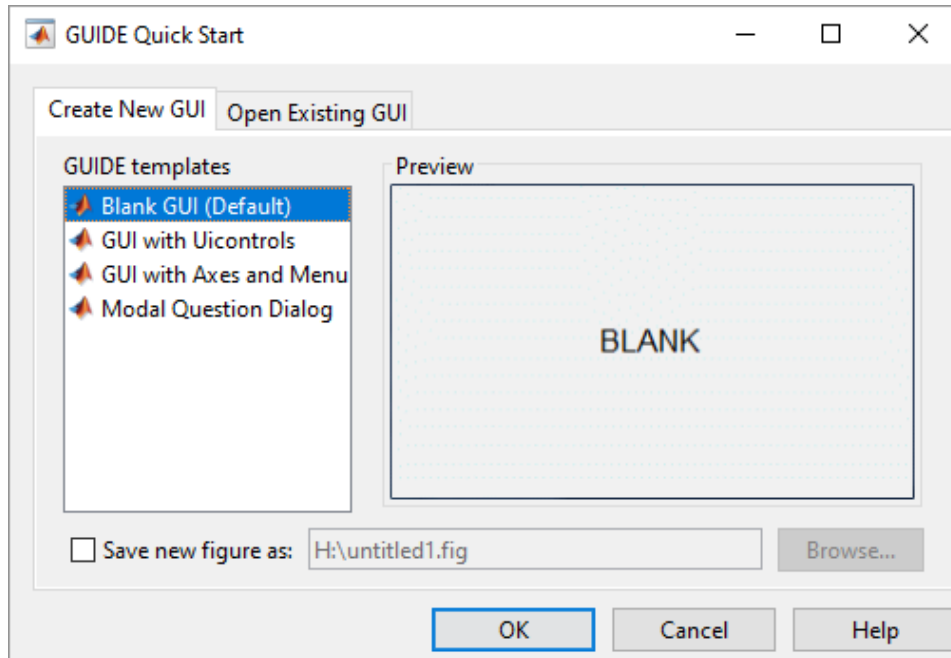 GUIDE Quick Start
Create New GUI
Open Existing GUI
GUIDE templates
Blank GUI (Default)
GUI with Uicontrols
GUI with Axes and Menu
Modal Question Dialog
Preview
BLANK
Save new figure as:
H:\untitled1.fig
Browse...
OK
Cancel
Help